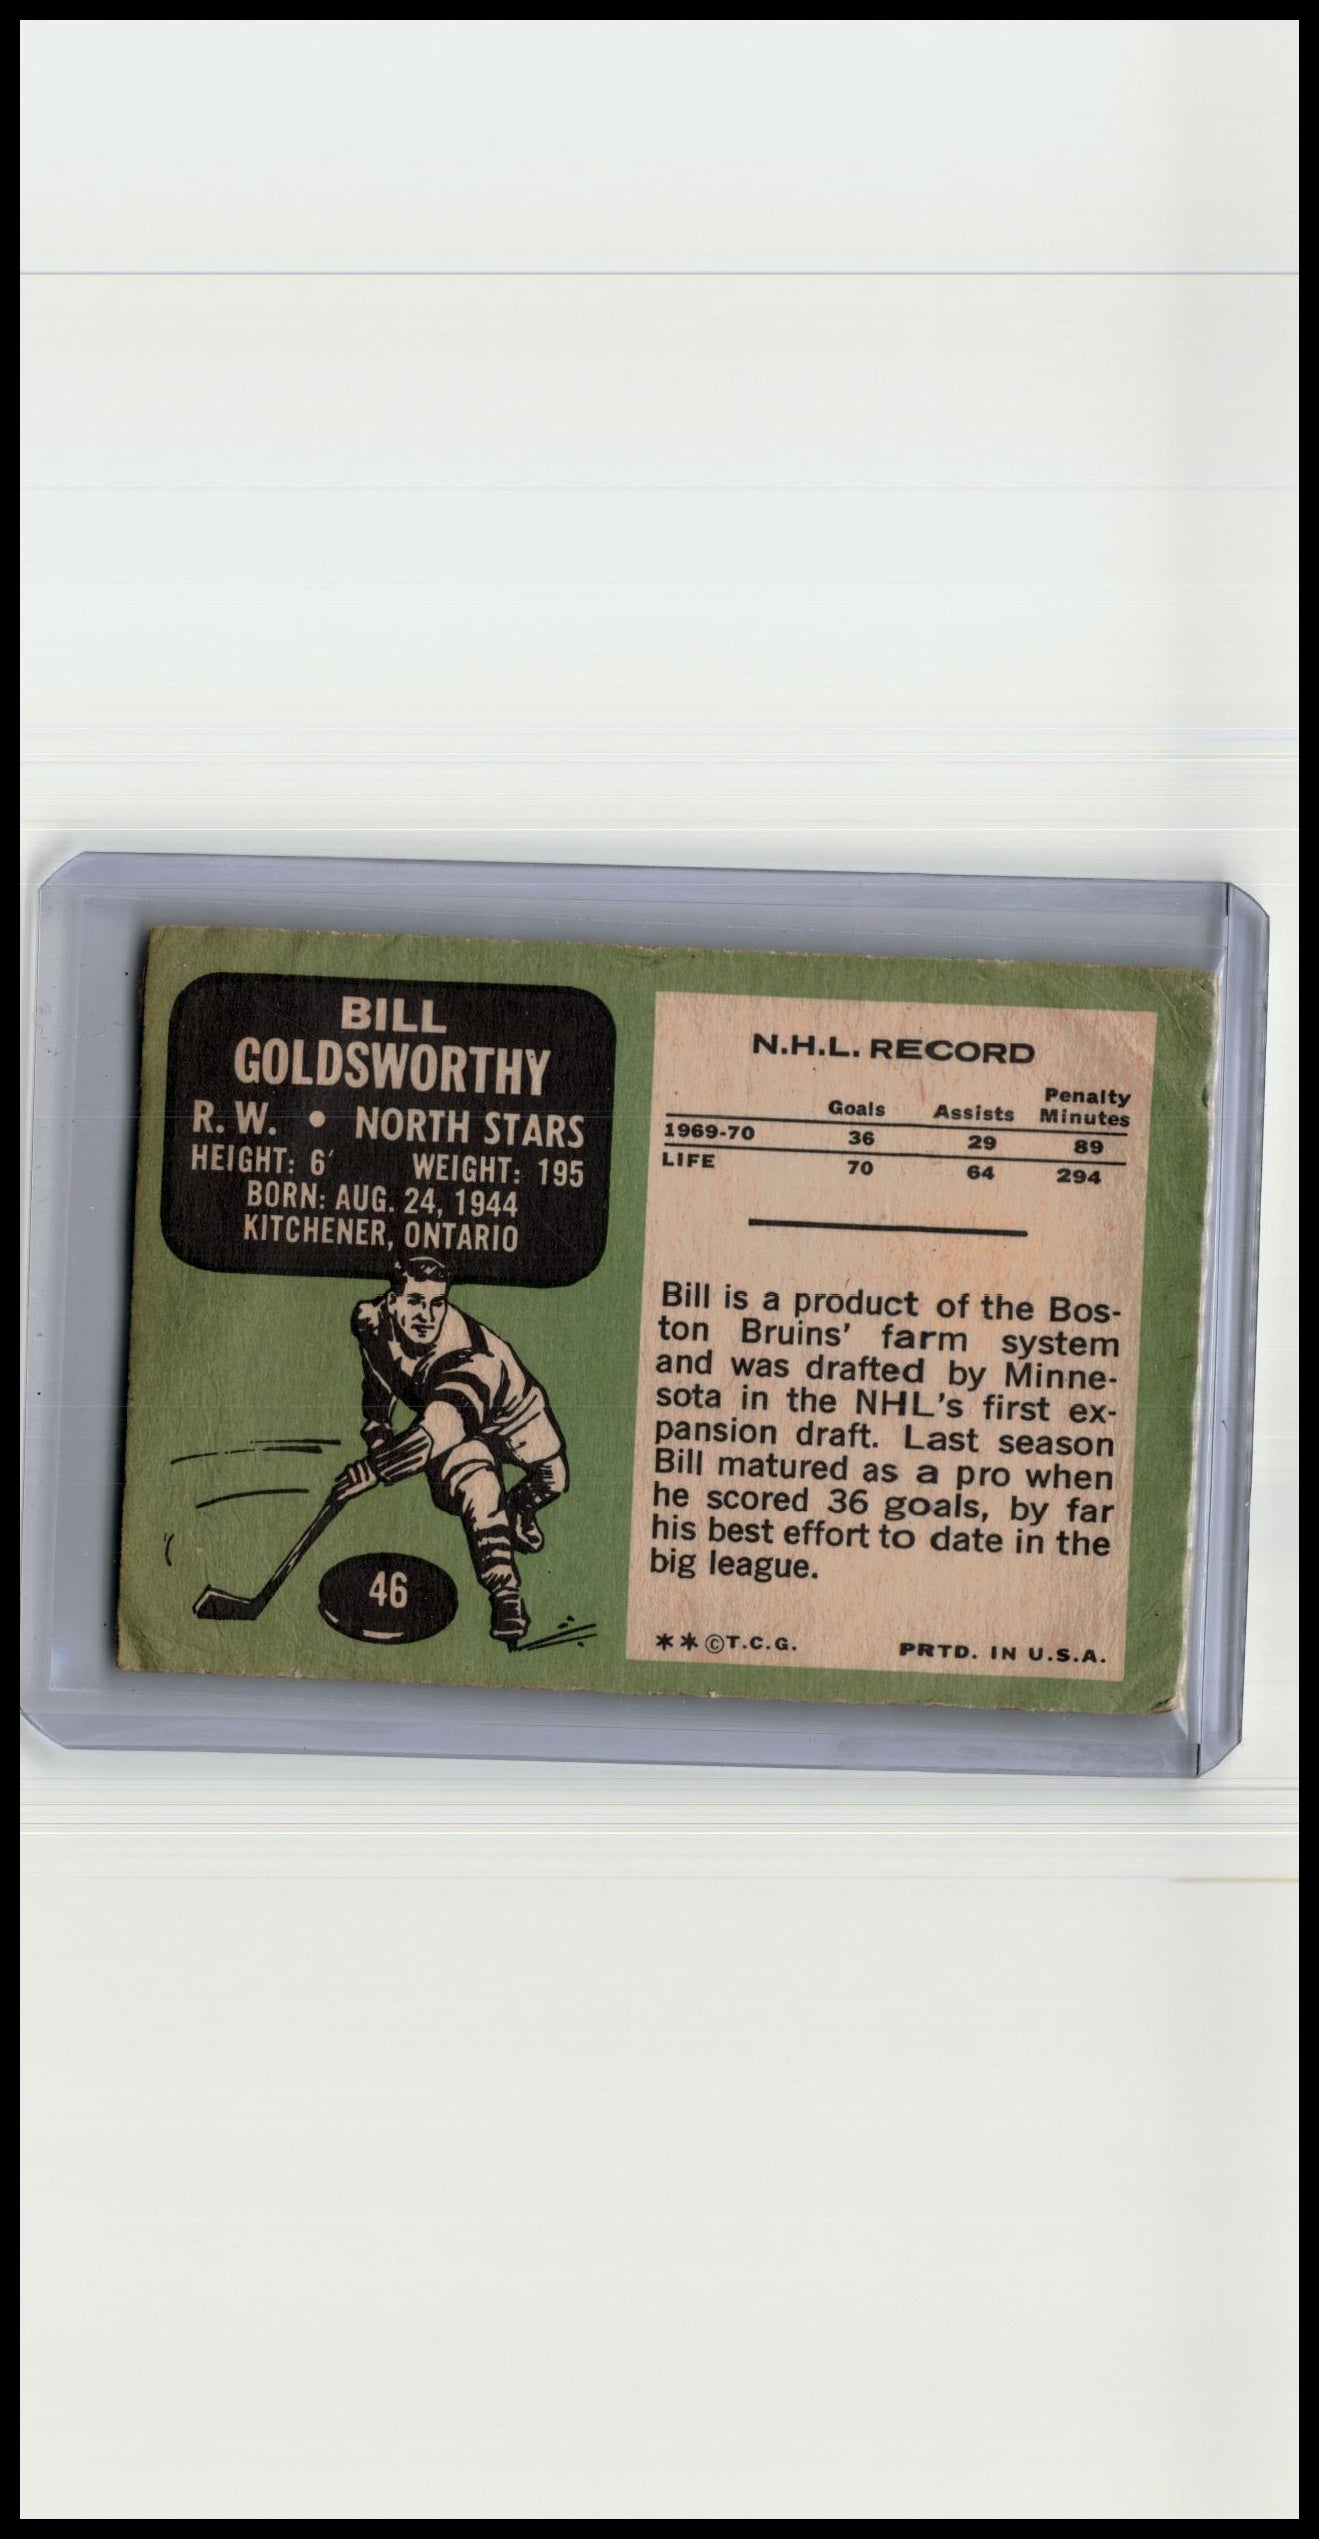 BILL
GOLDSWORTHY
R. W. • NORTH STARS
HEIGHT: 6' WEIGHT: 195
BORN: AUG. 24, 1944
KITCHENER, ONTARIO
46
N.H.L. RECORD
Goals Assists Penalty Minutes
1969-70 36 29 89
LIFE 70 64 294
Bill is a product of the Bos-
ton Bruins' farm system
and was drafted by Minne-
sota in the NHL's first ex-
pansion draft. Last season
Bill matured as a pro when
he scored 36 goals, by far
his best effort to date in the
big league.
**©T.C.G. PRTD. IN U.S.A.